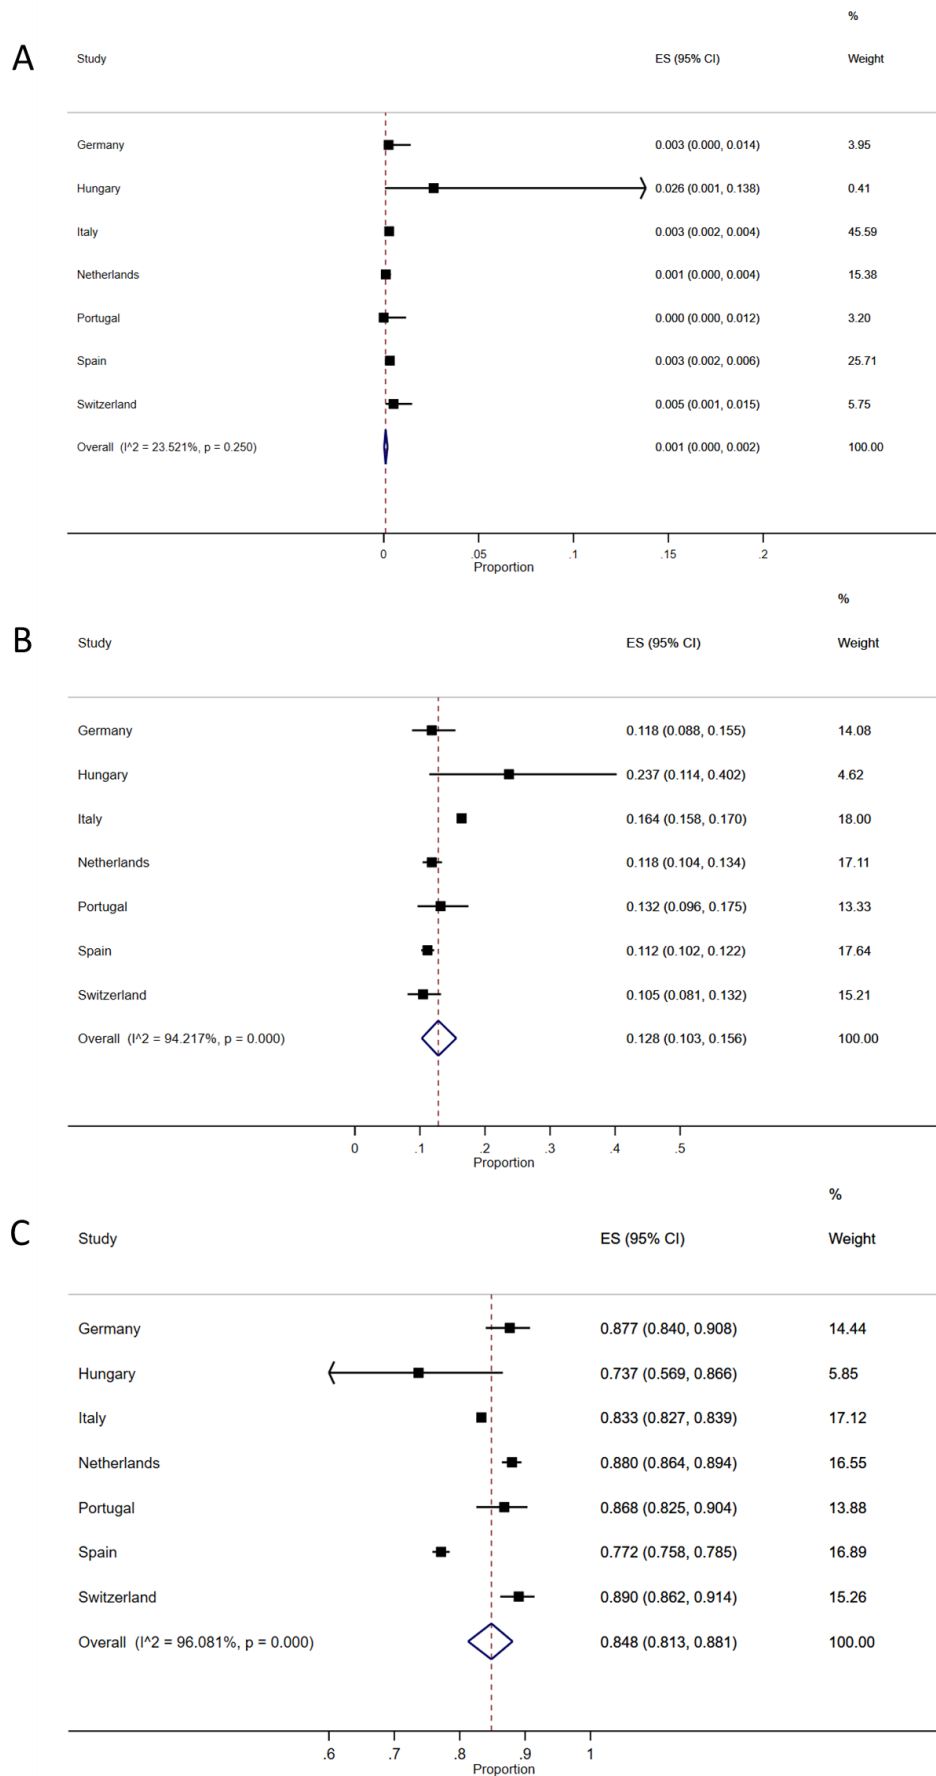 %
A Study ES (95% CI) Weight
Germany 0.003 (0.000, 0.014) 3.95
Hungary 0.026 (0.001, 0.138) 0.41
Italy 0.003 (0.002, 0.004) 45.59
Netherlands 0.001 (0.000, 0.004) 15.38
Portugal 0.000 (0.000, 0.012) 3.20
Spain 0.003 (0.002, 0.006) 25.71
Switzerland 0.005 (0.001, 0.015) 5.75
Overall (I^2 = 23.521%, p = 0.250) 0.001 (0.000, 0.002) 100.00
0 .05 .1 .15 .2
Proportion
%
B Study ES (95% CI) Weight
Germany 0.118 (0.088, 0.155) 14.08
Hungary 0.237 (0.114, 0.402) 4.62
Italy 0.164 (0.158, 0.170) 18.00
Netherlands 0.118 (0.104, 0.134) 17.11
Portugal 0.132 (0.096, 0.175) 13.33
Spain 0.112 (0.102, 0.122) 17.64
Switzerland 0.105 (0.081, 0.132) 15.21
Overall (I^2 = 94.217%, p = 0.000) 0.128 (0.103, 0.156) 100.00
0 .1 .2 .3 .4 .5
Proportion
%
C Study ES (95% CI) Weight
Germany 0.877 (0.840, 0.908) 14.44
Hungary 0.737 (0.569, 0.866) 5.85
Italy 0.833 (0.827, 0.839) 17.12
Netherlands 0.880 (0.864, 0.894) 16.55
Portugal 0.868 (0.825, 0.904) 13.88
Spain 0.772 (0.758, 0.785) 16.89
Switzerland 0.890 (0.862, 0.914) 15.26
Overall (I^2 = 96.081%, p = 0.000) 0.848 (0.813, 0.881) 100.00
.6 .7 .8 .9 1
Proportion